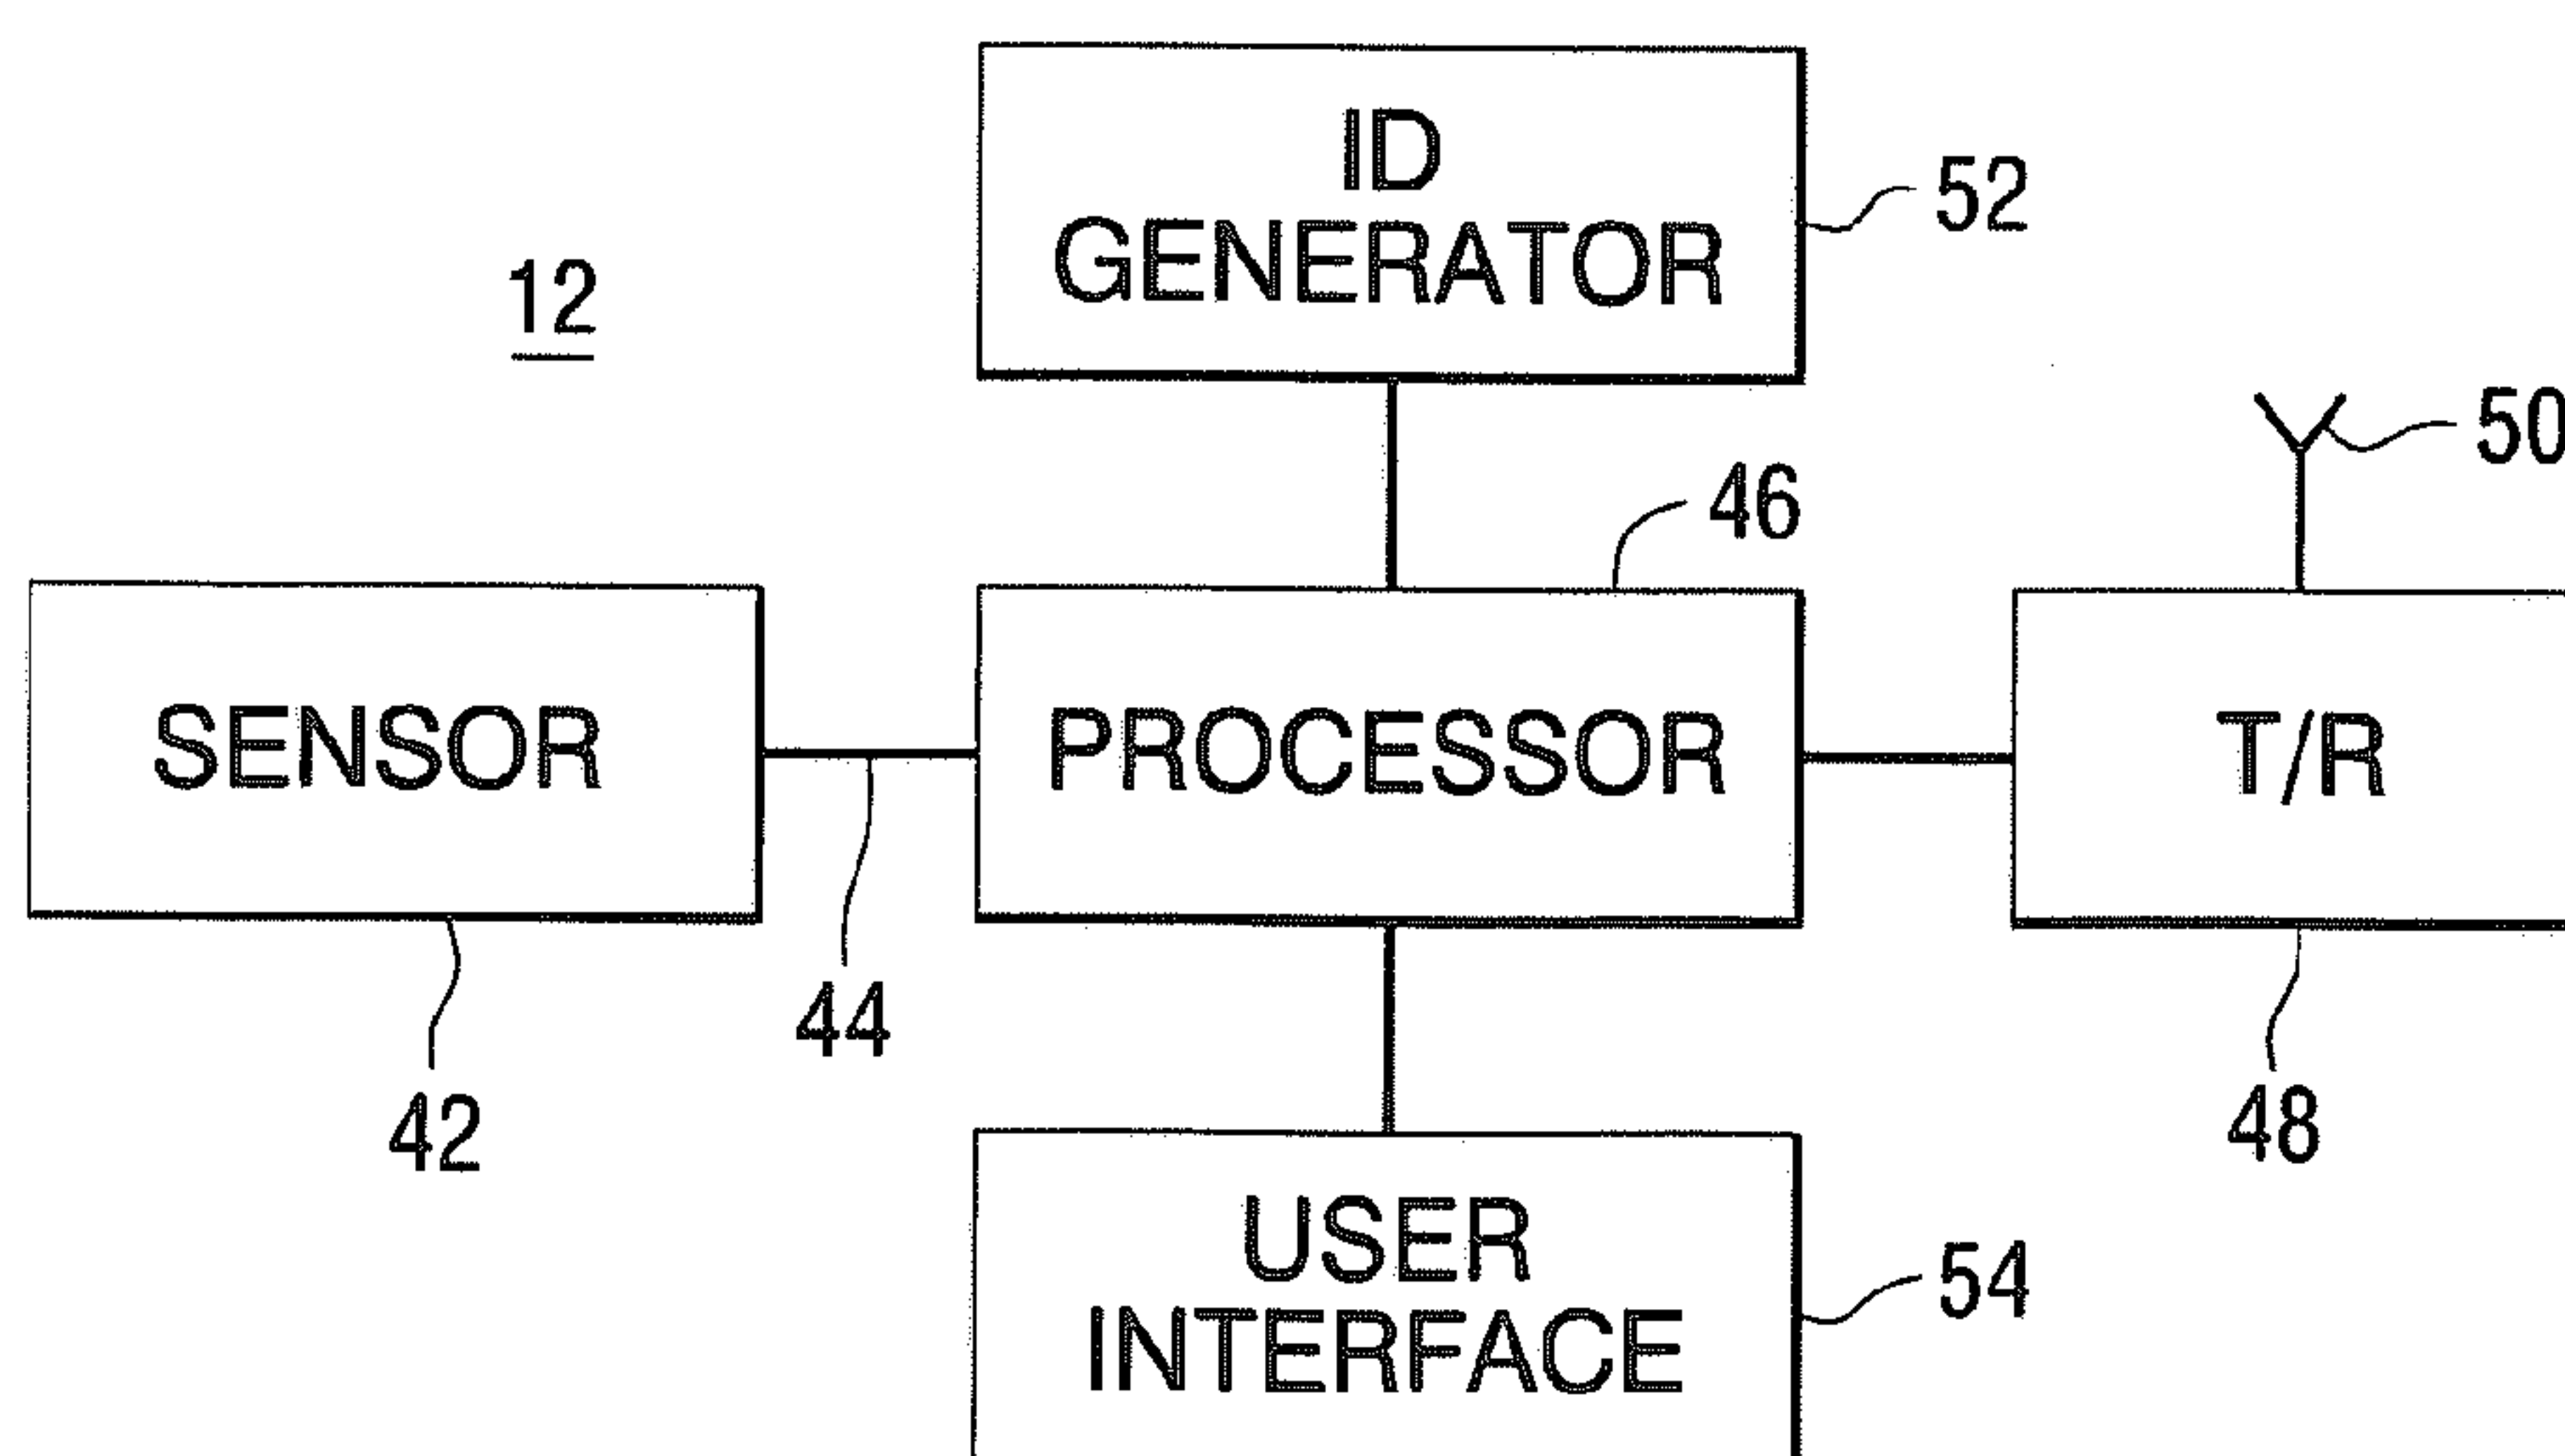 ID
GENERATOR
52
12
50
46
SENSOR
PROCESSOR
T/R
44
42
48
USER
INTERFACE
54